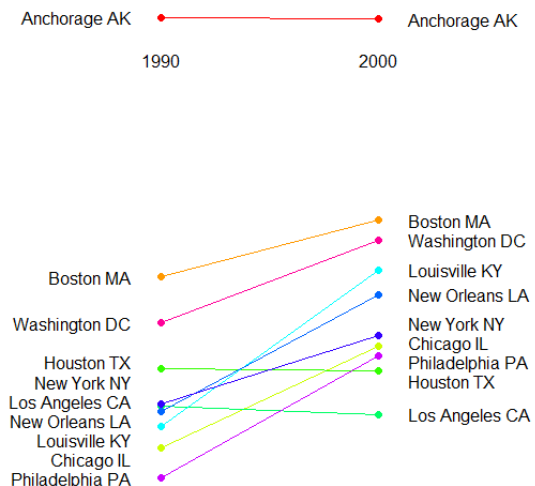 Anchorage AK
Anchorage AK
1990
2000
Boston MA
Washington DC
Houston TX
New York NY
Los Angeles CA
New Orleans LA
Louisville KY
Chicago IL
Philadelphia PA
Boston MA
Washington DC
Louisville KY
New Orleans LA
New York NY
Chicago IL
Philadelphia PA
Houston TX
Los Angeles CA